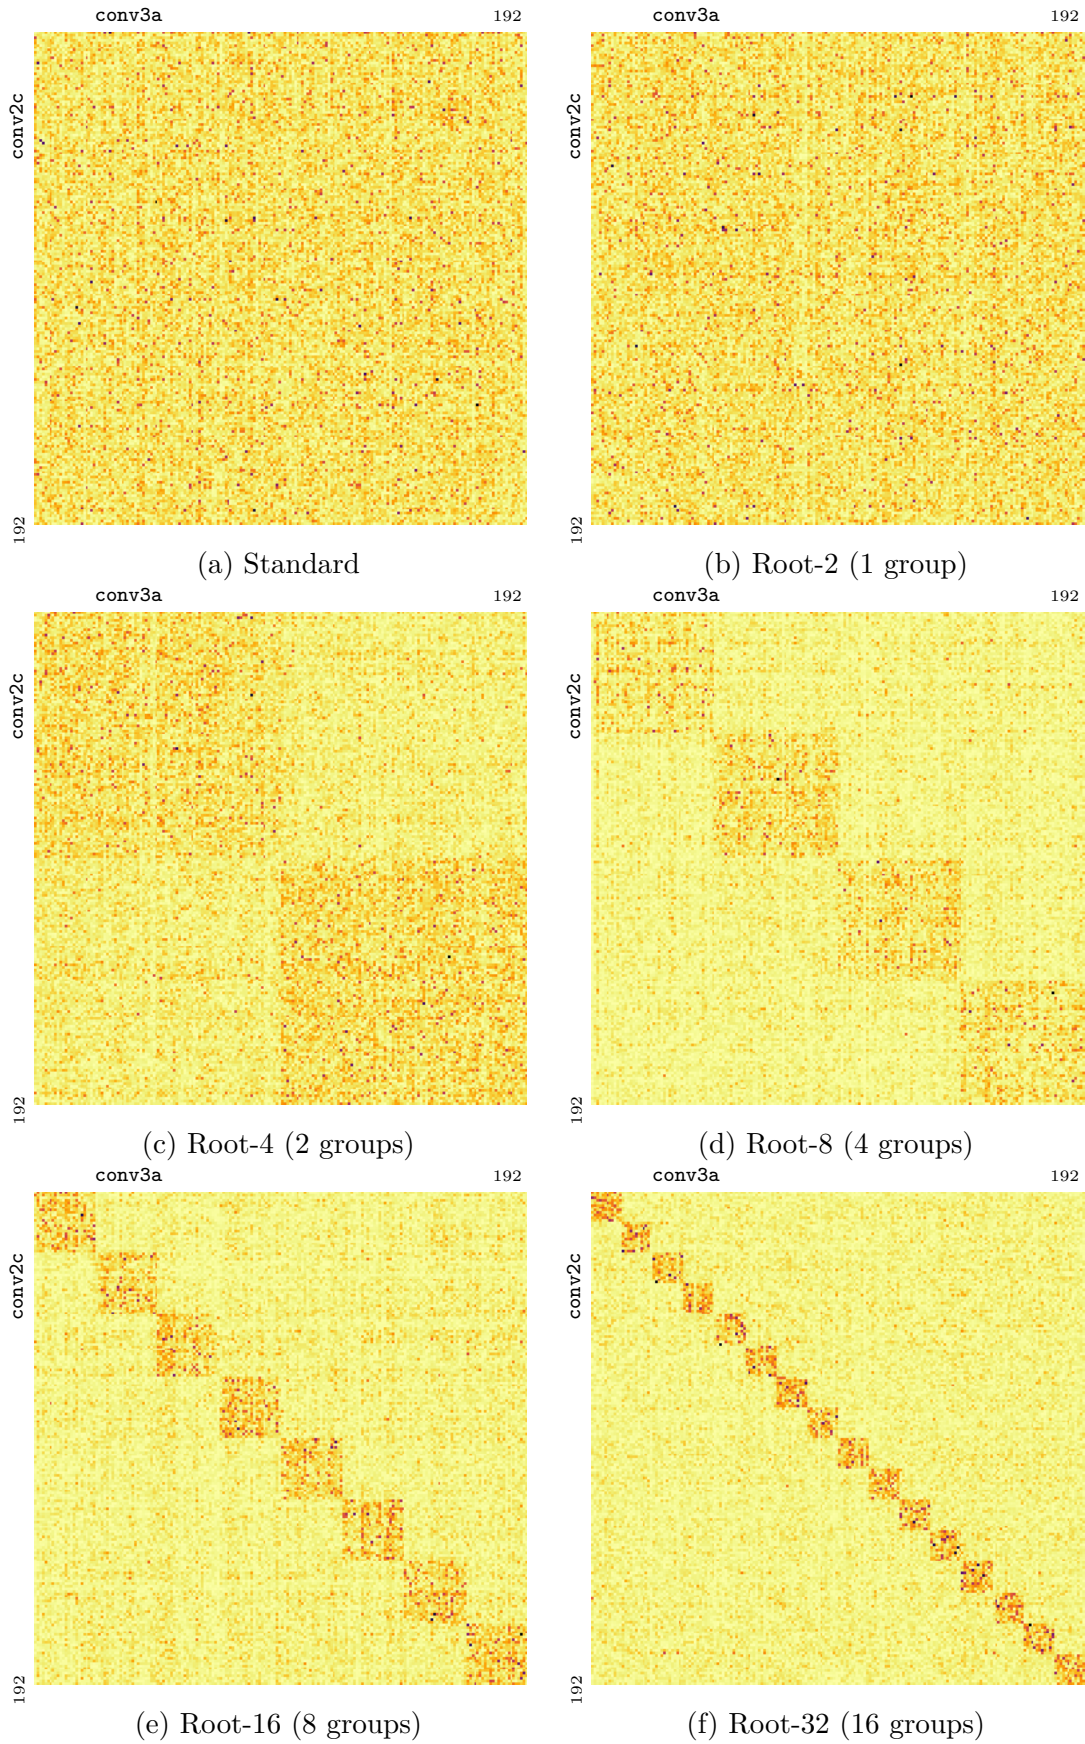 conv3a 192 conv3a 192
conv2c conv2c
192 192
(a) Standard (b) Root-2 (1 group)
conv3a 192 conv3a 192
conv2c conv2c
192 192
(c) Root-4 (2 groups) (d) Root-8 (4 groups)
conv3a 192 conv3a 192
conv2c conv2c
192 192
(e) Root-16 (8 groups) (f) Root-32 (16 groups)